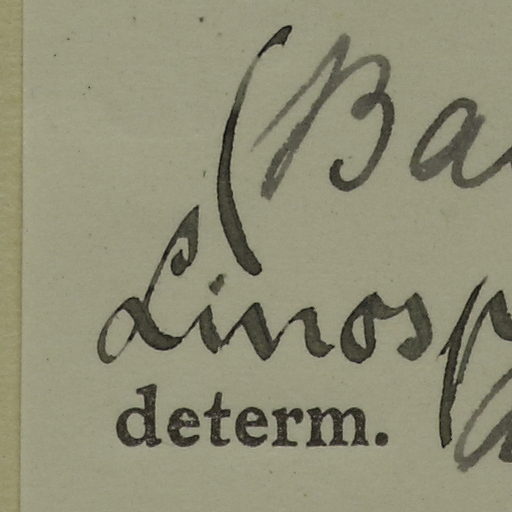 (Ba
Linosp
determ.